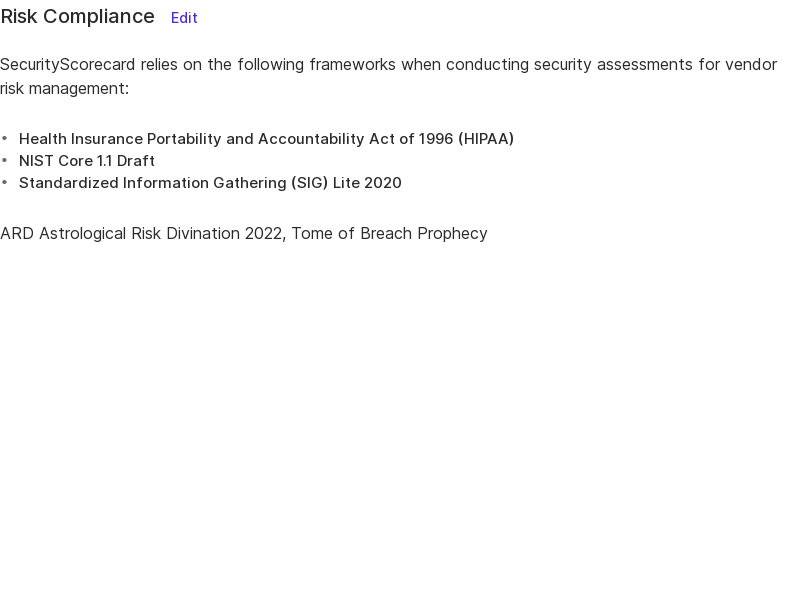 Risk Compliance Edit
SecurityScorecard relies on the following frameworks when conducting security assessments for vendor
risk management:
• Health Insurance Portability and Accountability Act of 1996 (HIPAA)
• NIST Core 1.1 Draft
• Standardized Information Gathering (SIG) Lite 2020
ARD Astrological Risk Divination 2022, Tome of Breach Prophecy